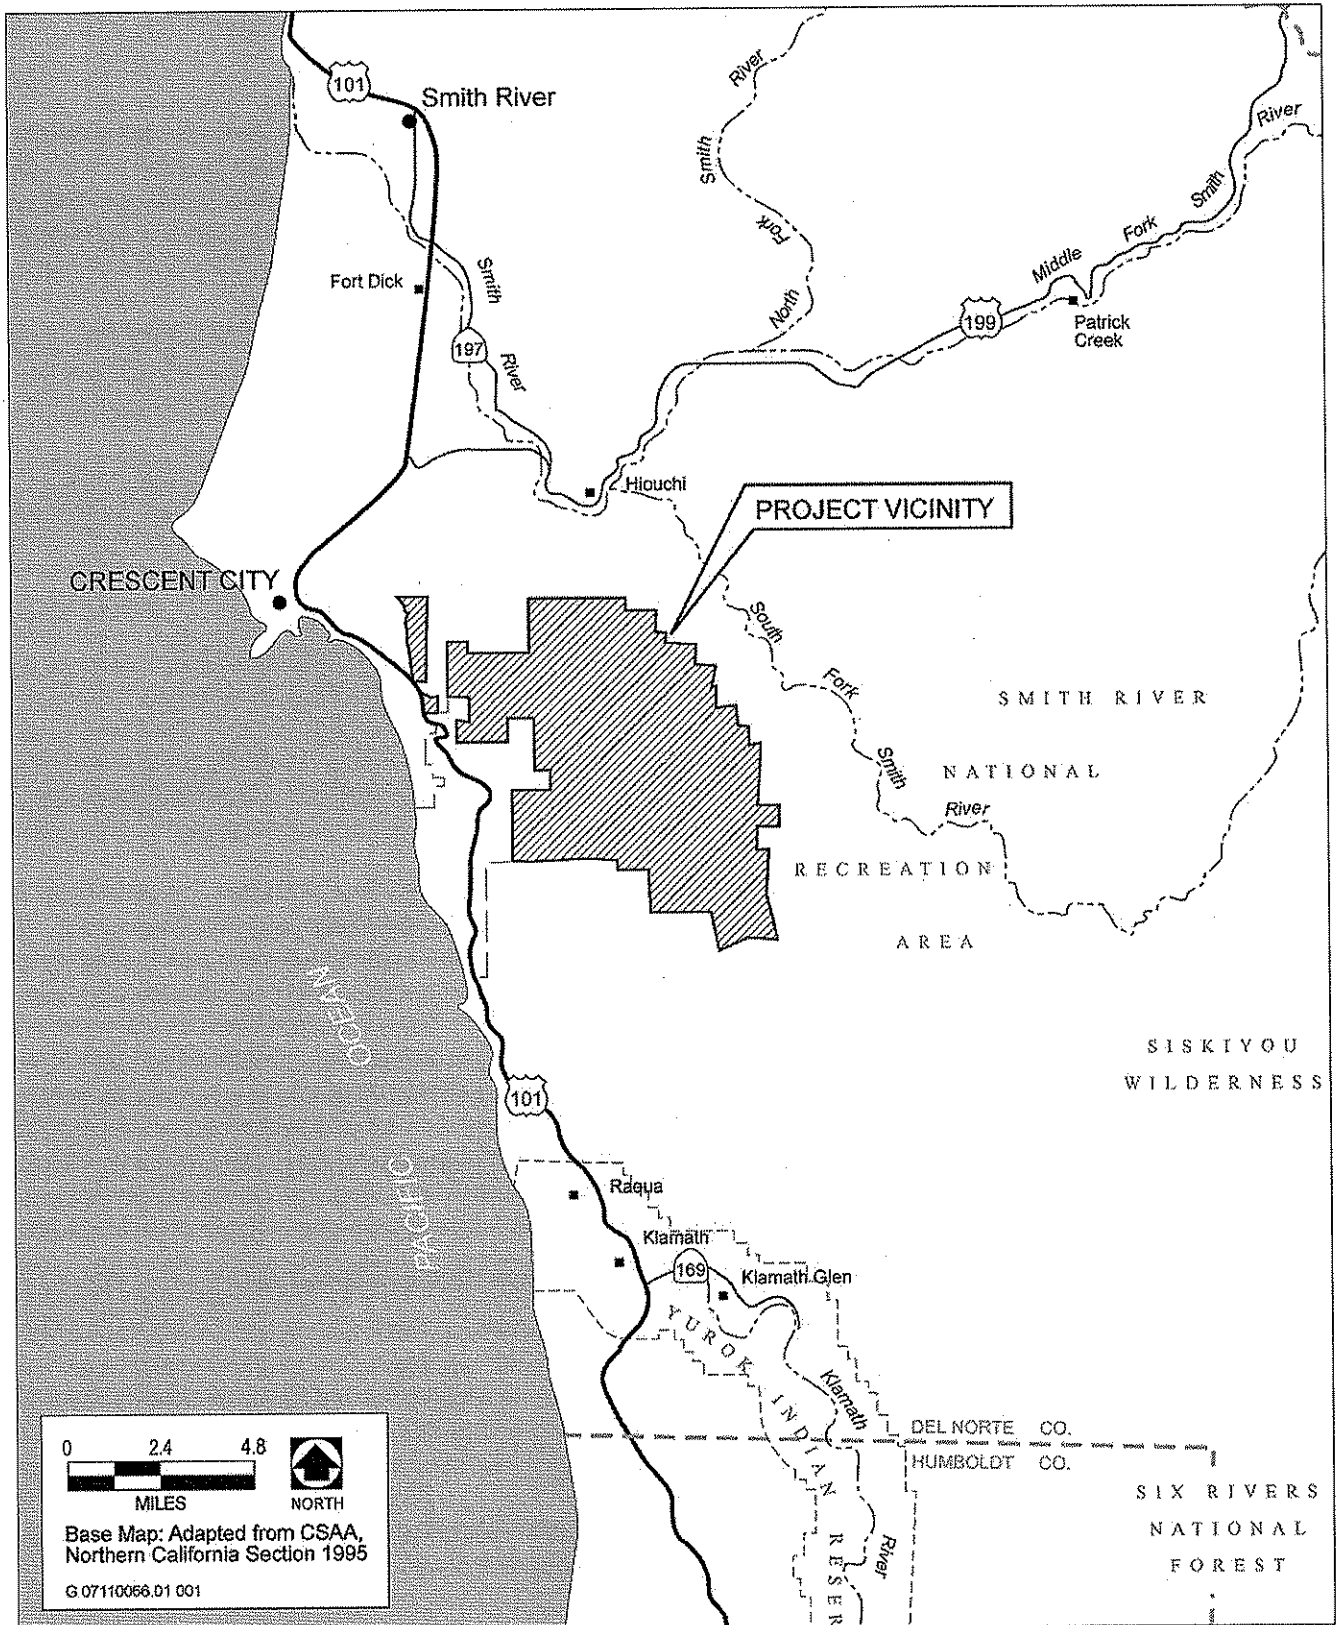 101
Smith River
River
Smith
Fork
North
River
Smith
Fork
Middle
199
Patrick
Creek
Fort Dick
Smith
197
River
Hiouchi
PROJECT VICINITY
CRESCENT CITY
South
Fork
Smith
River
SMITH RIVER
NATIONAL
RECREATION
AREA
PACIFIC OCEAN
SISKIYOU
WILDERNESS
101
Raqua
Klamath
169
Klamath Glen
YUROK INDIAN RESER
Klamath
River
DEL NORTE CO.
HUMBOLDT CO.
SIX RIVERS
NATIONAL
FOREST
0 2.4 4.8
MILES
NORTH
Base Map: Adapted from CSAA,
Northern California Section 1995
G 07110066.01 001